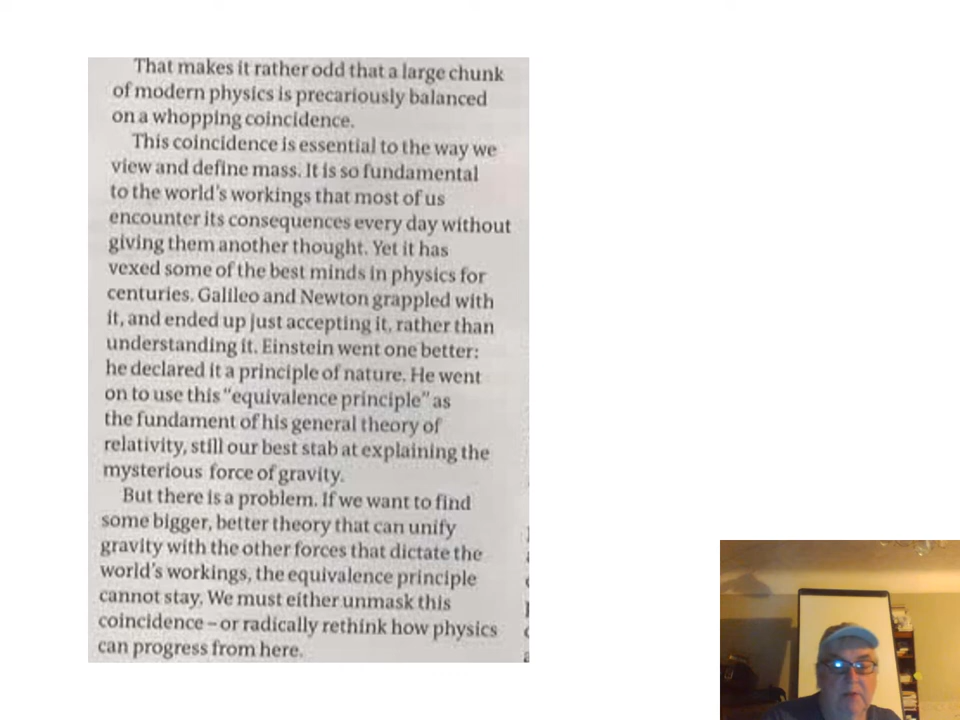 That makes it rather odd that a large chunk
of modern physics is precariously balanced
on a whopping coincidence.
This coincidence is essential to the way we
view and define mass. It is so fundamental
to the world's workings that most of us
encounter its consequences every day without
giving them another thought. Yet it has
vexed some of the best minds in physics for
centuries. Galileo and Newton grappled with
it, and ended up just accepting it, rather than
understanding it. Einstein went one better:
he declared it a principle of nature. He went
on to use this "equivalence principle" as
the fundament of his general theory of
relativity, still our best stab at explaining the
mysterious force of gravity.
But there is a problem. If we want to find
some bigger, better theory that can unify
gravity with the other forces that dictate the
world's workings, the equivalence principle
cannot stay. We must either unmask this
coincidence – or radically rethink how physics
can progress from here.